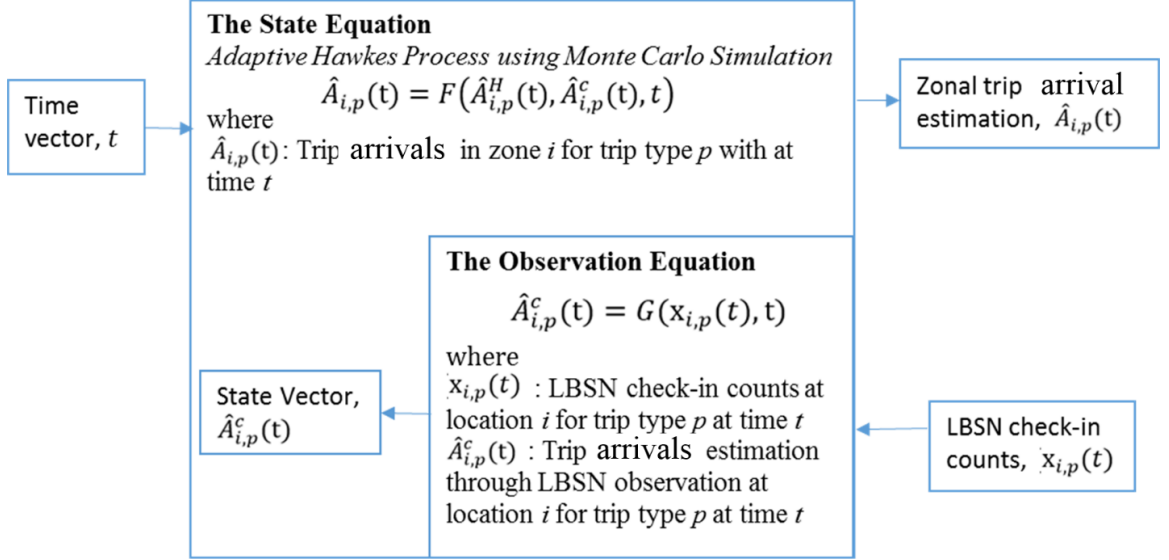 Time
vector, t
The State Equation
Adaptive Hawkes Process using Monte Carlo Simulation
Â_{i,p}(t) = F(Â^H_{i,p}(t), Â^c_{i,p}(t), t)
where
Â_{i,p}(t): Trip arrivals in zone i for trip type p with at
time t
Zonal trip arrival
estimation, Â_{i,p}(t)
The Observation Equation
Â^c_{i,p}(t) = G(x_{i,p}(t), t)
where
x_{i,p}(t) : LBSN check-in counts at
location i for trip type p at time t
Â^c_{i,p}(t) : Trip arrivals estimation
through LBSN observation at
location i for trip type p at time t
State Vector,
Â^c_{i,p}(t)
LBSN check-in
counts, x_{i,p}(t)